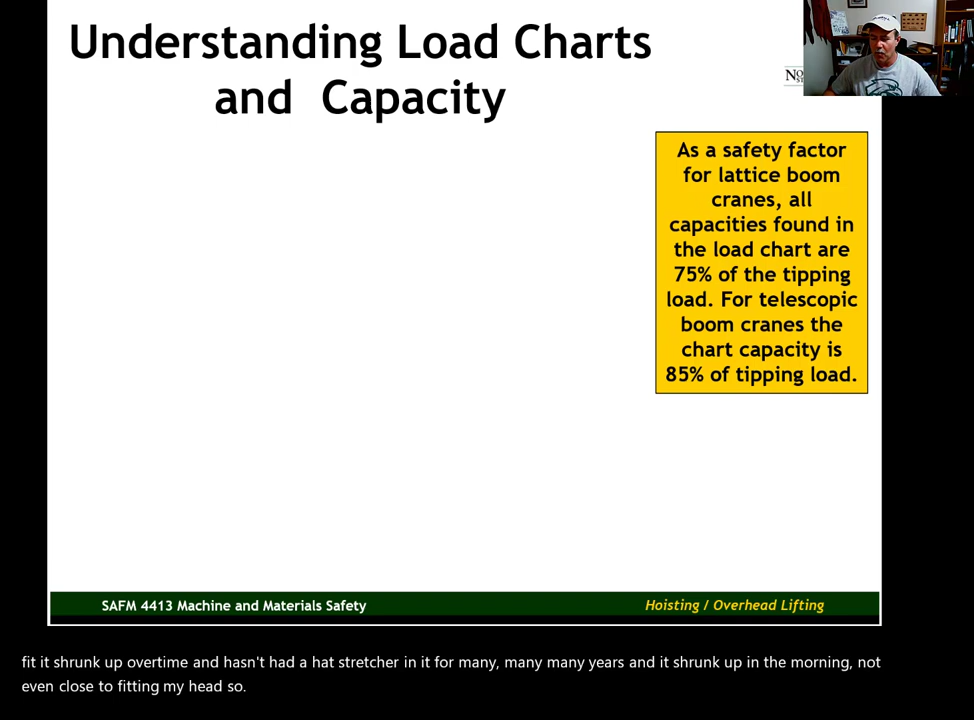 Understanding Load Charts
and Capacity
As a safety factor
for lattice boom
cranes, all
capacities found in
the load chart are
75% of the tipping
load. For telescopic
boom cranes the
chart capacity is
85% of tipping load.
SAFM 4413 Machine and Materials Safety
Hoisting / Overhead Lifting
fit it shrunk up overtime and hasn't had a hat stretcher in it for many, many many years and it shrunk up in the morning, not
even close to fitting my head so.